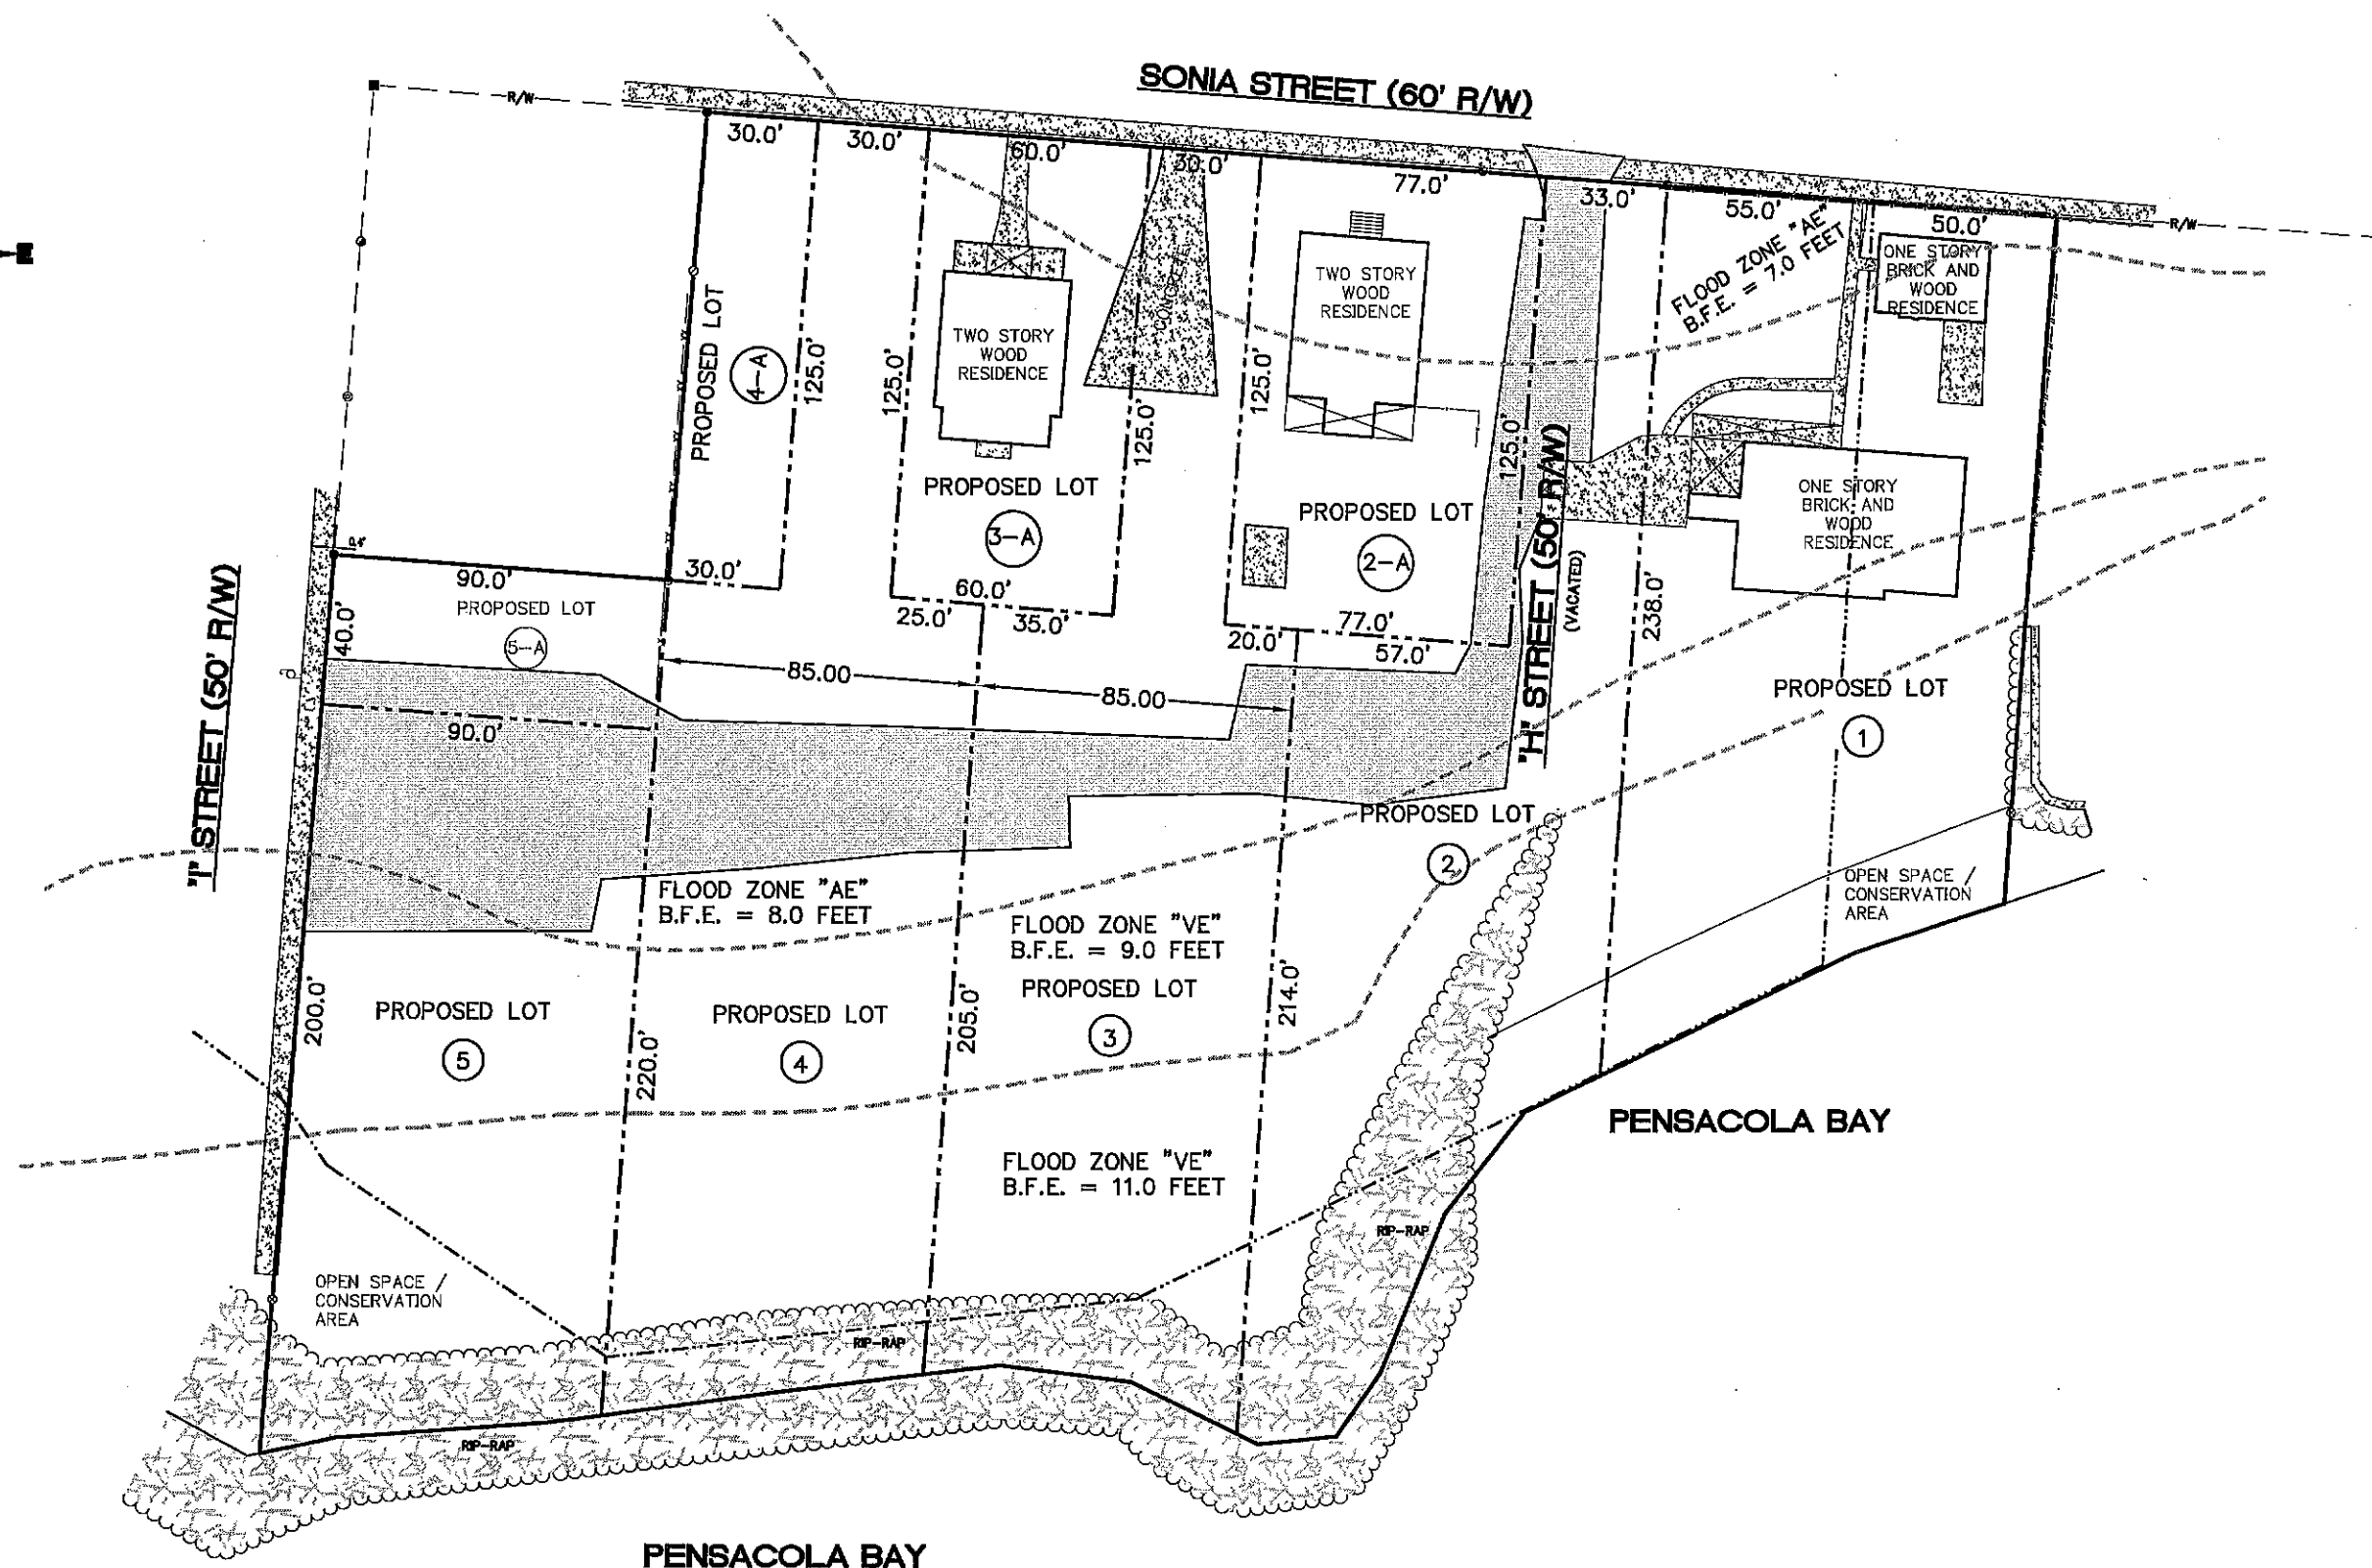 SONIA STREET (60' R/W)
R/W
30.0'
30.0'
60.0'
30.0'
77.0'
33.0'
55.0'
50.0'
R/W
FLOOD ZONE "AE"
B.F.E. = 7.0 FEET
ONE STORY
BRICK AND
WOOD
RESIDENCE
TWO STORY
WOOD
RESIDENCE
TWO STORY
WOOD
RESIDENCE
PROPOSED LOT
4-A
125.0'
125.0'
125.0'
125.0'
125.0'
PROPOSED LOT
3-A
PROPOSED LOT
2-A
ONE STORY
BRICK AND
WOOD
RESIDENCE
"H" STREET (50' R/W)
(VACATED)
238.0'
0.4'
90.0'
30.0'
60.0'
25.0'
35.0'
77.0'
20.0'
57.0'
40.0'
PROPOSED LOT
5-A
85.00
85.00
90.0'
"I" STREET (50' R/W)
PROPOSED LOT
1
PROPOSED LOT
2
FLOOD ZONE "AE"
B.F.E. = 8.0 FEET
FLOOD ZONE "VE"
B.F.E. = 9.0 FEET
OPEN SPACE /
CONSERVATION
AREA
200.0'
PROPOSED LOT
5
220.0'
PROPOSED LOT
4
205.0'
PROPOSED LOT
3
214.0'
PENSACOLA BAY
FLOOD ZONE "VE"
B.F.E. = 11.0 FEET
RIP-RAP
OPEN SPACE /
CONSERVATION
AREA
RIP-RAP
RIP-RAP
PENSACOLA BAY